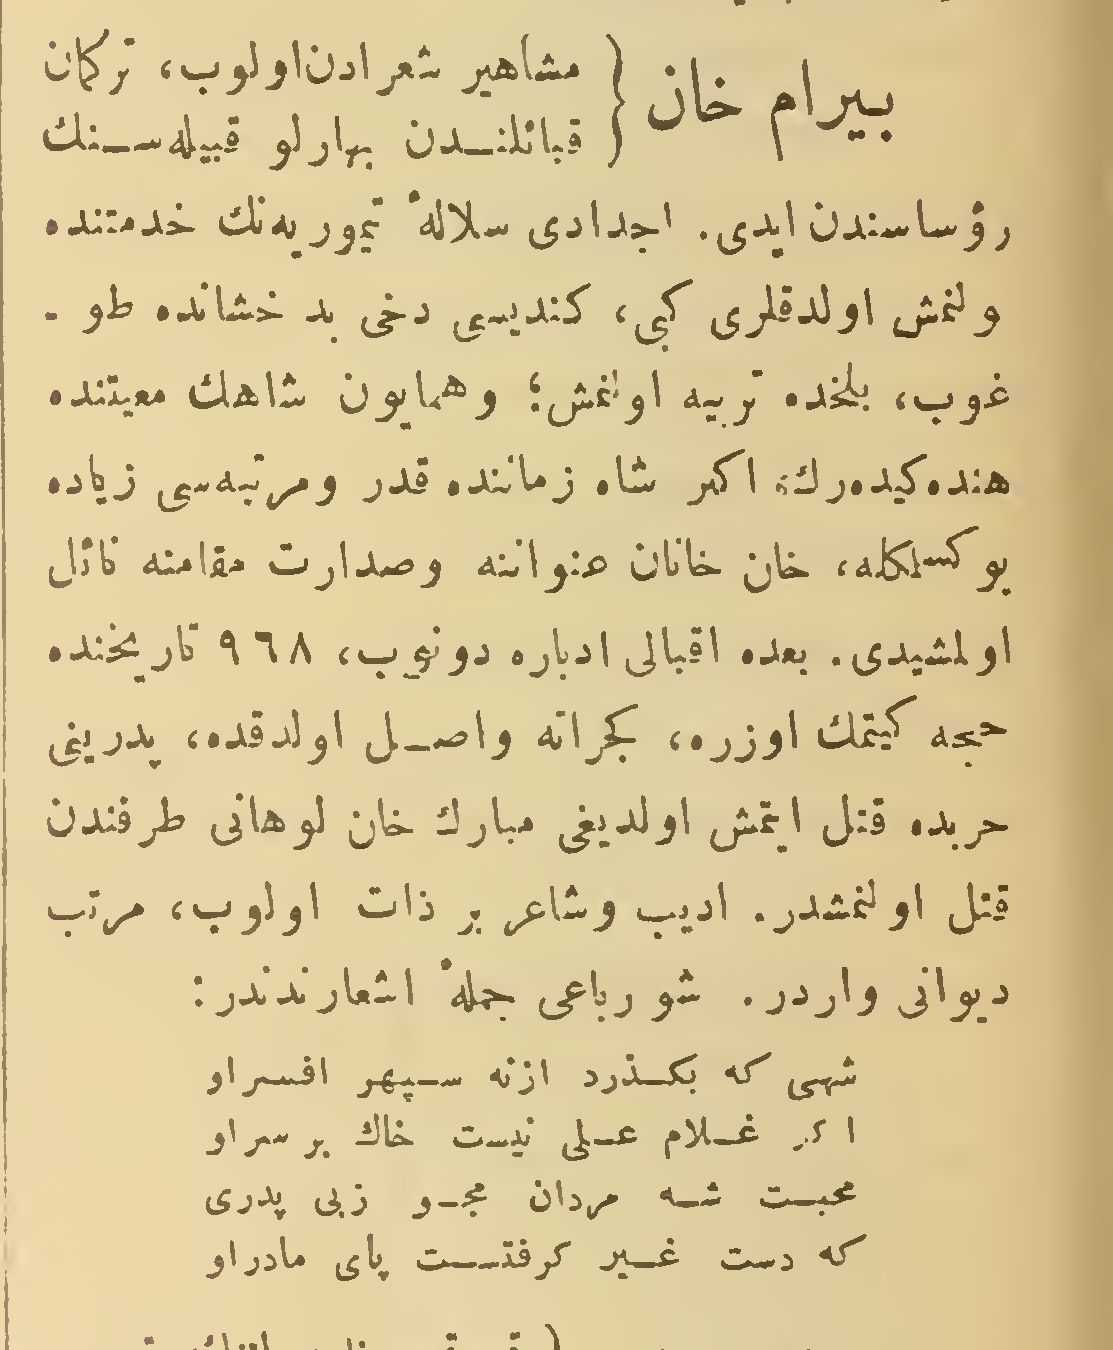 بیرام خان { مشاهیر شعرادن اولوب، ترکمان
قبائلندن بهارلو قبیله‌سنك
رؤساسندن ایدی. اجدادی سلالهٔ تیموریه‌نك خدمتنده
ولنمش اولدقلری کبی، کندیسی دخی بدخشانده طو -
غوب، بلخده تربیه اولنمش؛ وهمایون شاهك معیتنده
هنده کیده‌رك، اکبر شاه زماننده قدر ومرتبه‌سی زیاده
یوکسلمکله، خان خانان عنواننه وصدارت مقامنه نائل
اولمشیدی. بعده اقبالی ادباره دونوب، ٩٦٨ تاریخنده
حجه کیتمك اوزره، کجراته واصل اولدقده، پدرینی
حربده قتل ایتمش اولدیغی مبارك خان لوهانی طرفندن
قتل اولنمشدر. ادیب وشاعر بر ذات اولوب، مرتب
دیوانی واردر. شو رباعی جملهٔ اشعارندندر:
شهی که بکذرد ازنه سپهر افسراو
اکر غلام علی نیست خاك بر سراو
محبت شه مردان مجو زبی پدری
که دست غیر کرفتست پای مادراو